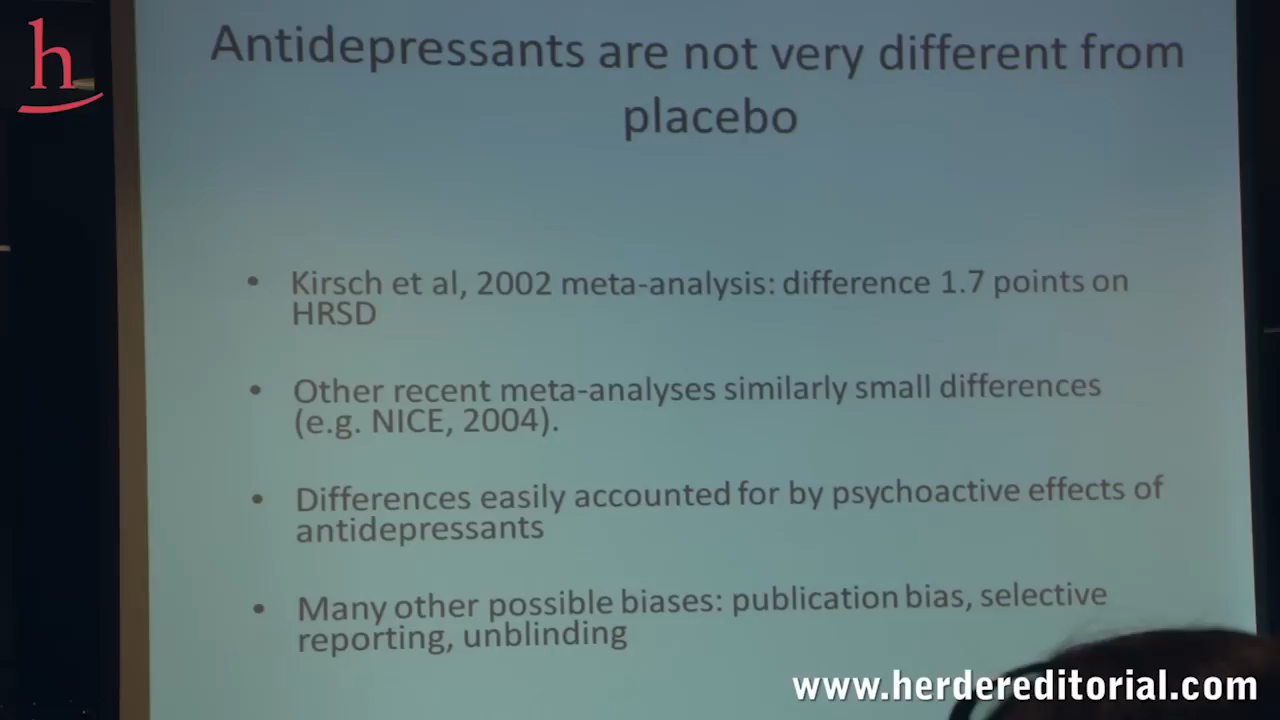 h
Antidepressants are not very different from
placebo
• Kirsch et al, 2002 meta-analysis: difference 1.7 points on
HRSD
• Other recent meta-analyses similarly small differences
(e.g. NICE, 2004).
• Differences easily accounted for by psychoactive effects of
antidepressants
• Many other possible biases: publication bias, selective
reporting, unblinding
www.herdereditorial.com